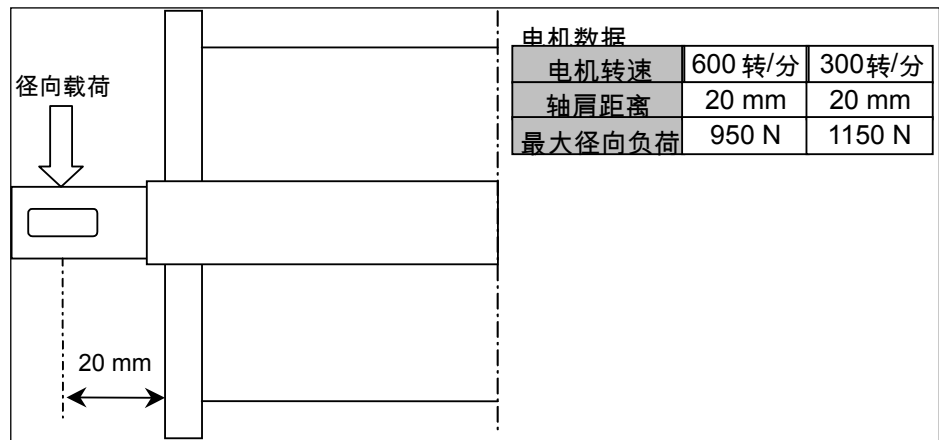 径向载荷
20 mm
电机数据
电机转速 600 转/分 300转/分
轴肩距离 20 mm 20 mm
最大径向负荷 950 N 1150 N